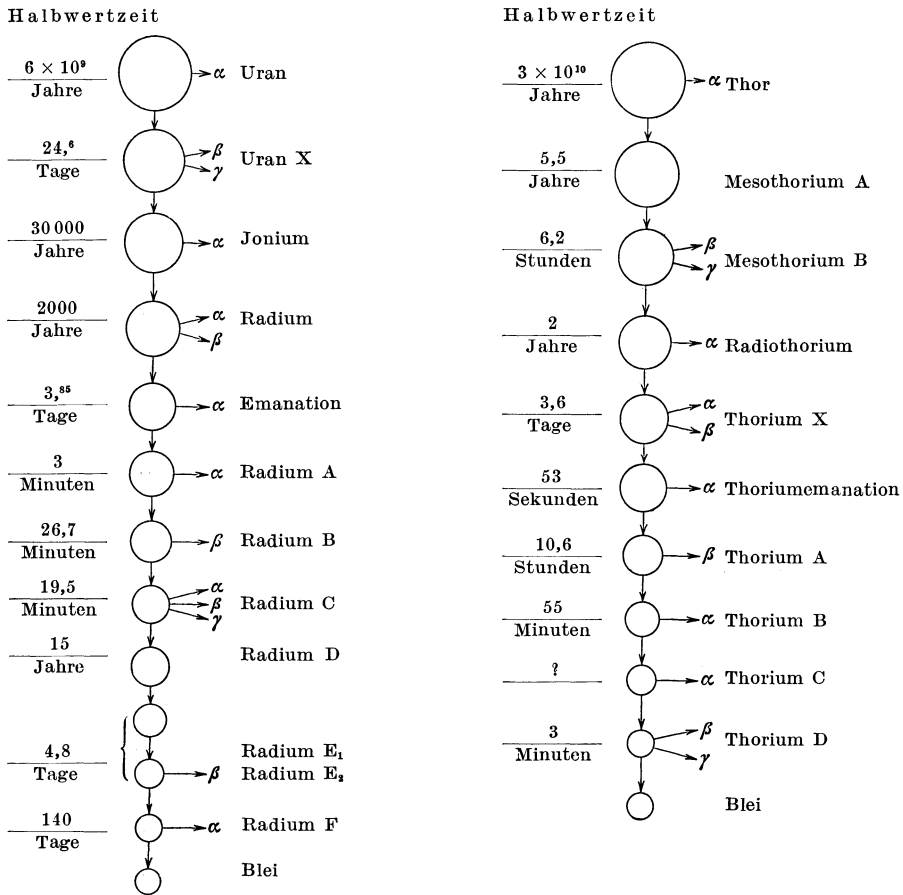 Halbwertzeit
6 × 10⁹
Jahre
α Uran
24,⁶
Tage
β
γ
Uran X
30 000
Jahre
α Jonium
2000
Jahre
α
β
Radium
3,⁸⁵
Tage
α Emanation
3
Minuten
α Radium A
26,7
Minuten
β Radium B
19,5
Minuten
α
β
γ
Radium C
15
Jahre
Radium D
4,8
Tage
Radium E₁
β Radium E₂
140
Tage
α Radium F
Blei
Halbwertzeit
3 × 10¹⁰
Jahre
α Thor
5,5
Jahre
Mesothorium A
6,2
Stunden
β
γ
Mesothorium B
2
Jahre
α Radiothorium
3,6
Tage
α
β
Thorium X
53
Sekunden
α Thoriumemanation
10,6
Stunden
β Thorium A
55
Minuten
α Thorium B
?
α Thorium C
3
Minuten
β
γ
Thorium D
Blei